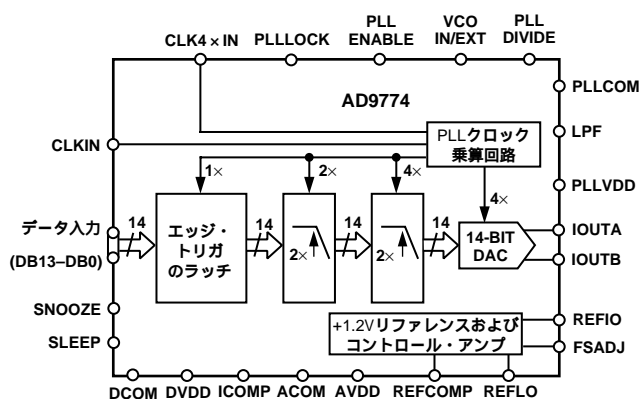 PLL
VCO
PLL
CLK4 × IN
PLLLOCK
ENABLE
IN/EXT
DIVIDE
AD9774
PLLCOM
PLLクロック
乗算回路
LPF
CLKIN
1×
2×
4×
PLLVDD
4×
データ入力
(DB13–DB0)
14
エッジ・
トリガ
のラッチ
14
2×
14
2×
14
14-BIT
DAC
IOUTA
IOUTB
SNOOZE
SLEEP
+1.2Vリファレンスおよび
コントロール・アンプ
REFIO
FSADJ
DCOM
DVDD
ICOMP
ACOM
AVDD
REFCOMP
REFLO